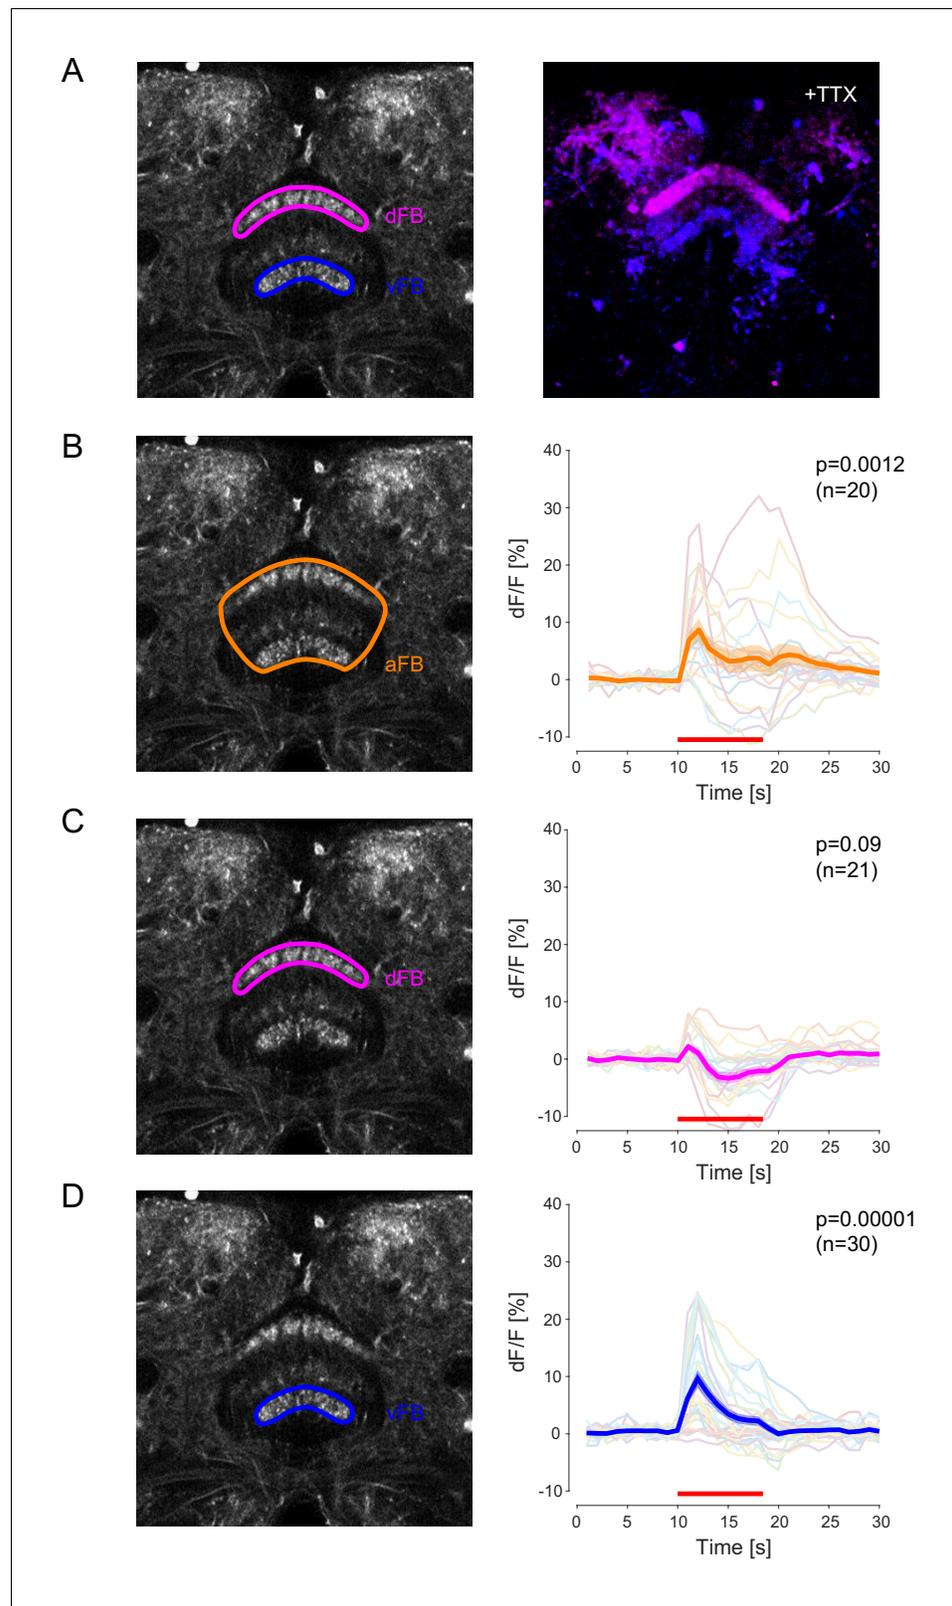 A
dFB
vFB
+TTX
B
aFB
40
30
20
10
0
-10
dF/F [%]
p=0.0012
(n=20)
0 5 10 15 20 25 30
Time [s]
C
dFB
40
30
20
10
0
-10
dF/F [%]
p=0.09
(n=21)
0 5 10 15 20 25 30
Time [s]
D
vFB
40
30
20
10
0
-10
dF/F [%]
p=0.00001
(n=30)
0 5 10 15 20 25 30
Time [s]